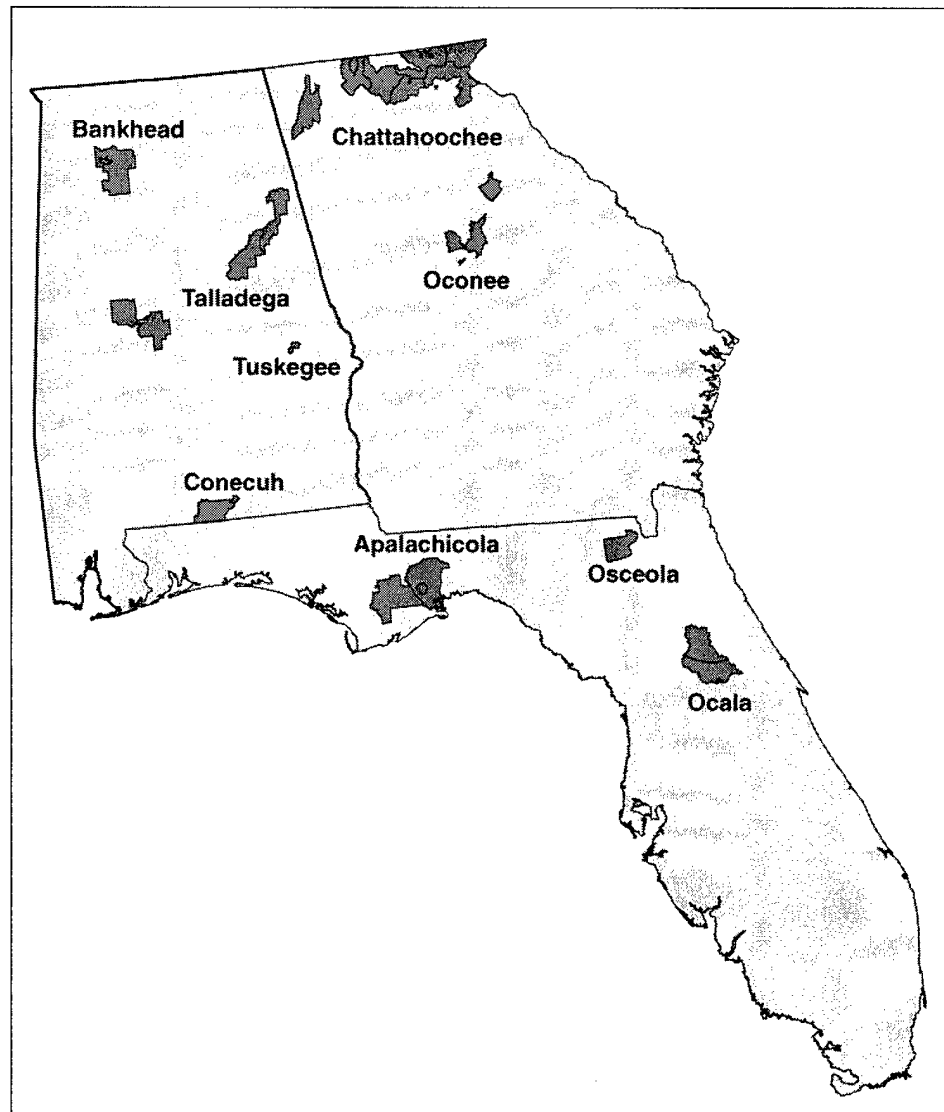 Bankhead
Chattahoochee
Talladega
Oconee
Tuskegee
Conecuh
Apalachicola
Osceola
Ocala